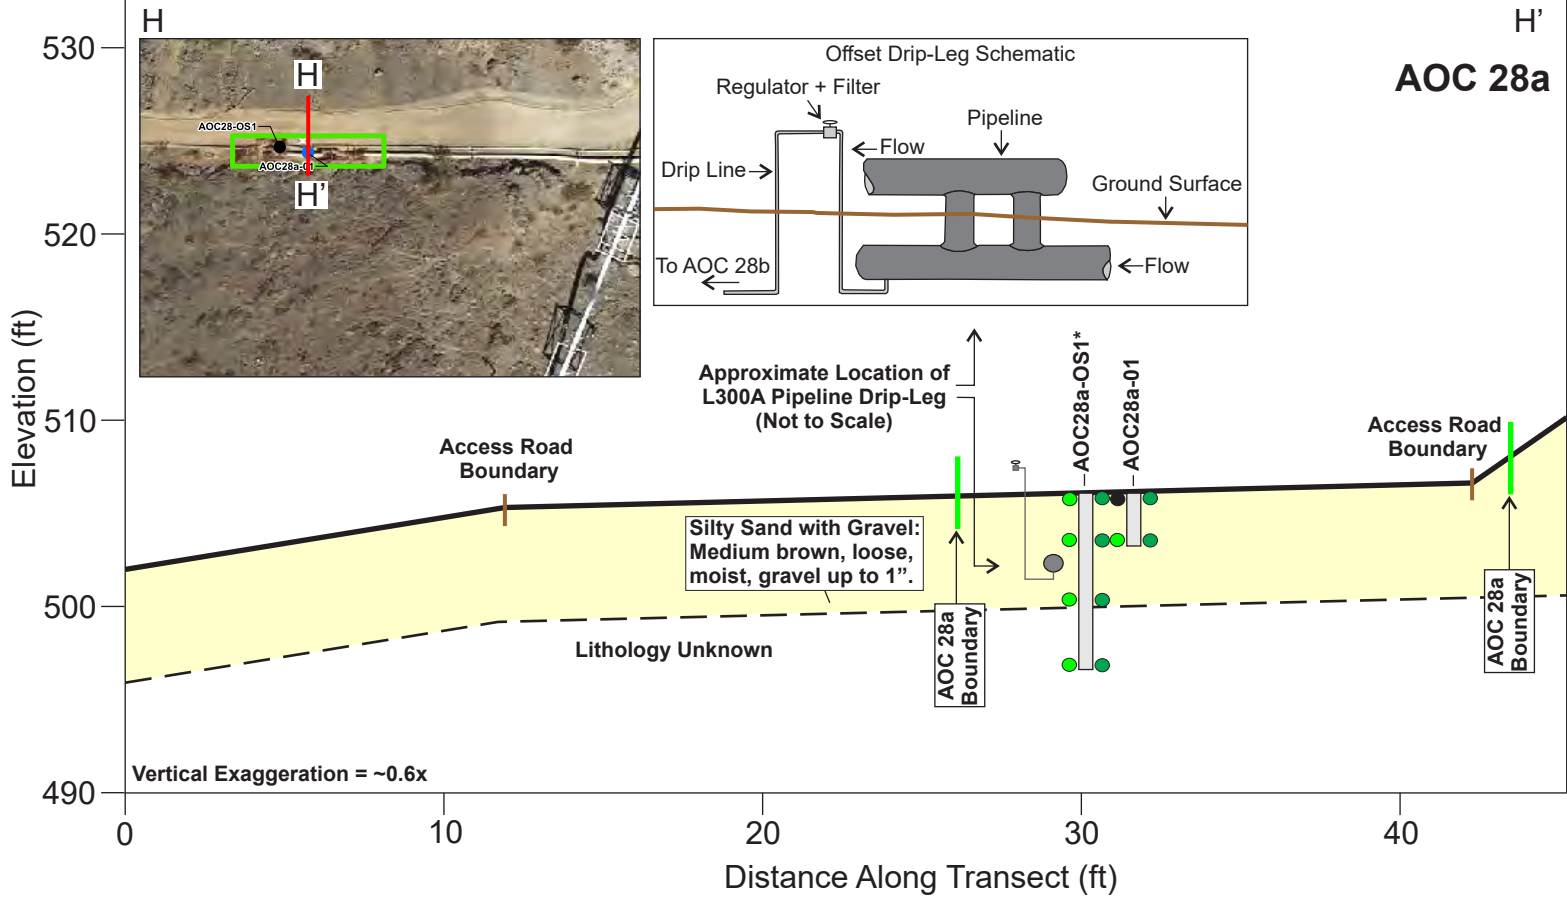 H
H’
AOC 28a
530
520
510
500
490
Elevation (ft)
H
AOC28-OS1
AOC28a-01
H’
Offset Drip-Leg Schematic
Regulator + Filter
Pipeline
Flow
Drip Line
Ground Surface
To AOC 28b
Flow
Approximate Location of
L300A Pipeline Drip-Leg
(Not to Scale)
AOC28a-OS1*
AOC28a-01
Access Road
Boundary
Access Road
Boundary
Silty Sand with Gravel:
Medium brown, loose,
moist, gravel up to 1”.
AOC 28a
Boundary
AOC 28a
Boundary
Lithology Unknown
Vertical Exaggeration = ~0.6x
0
10
20
30
40
Distance Along Transect (ft)